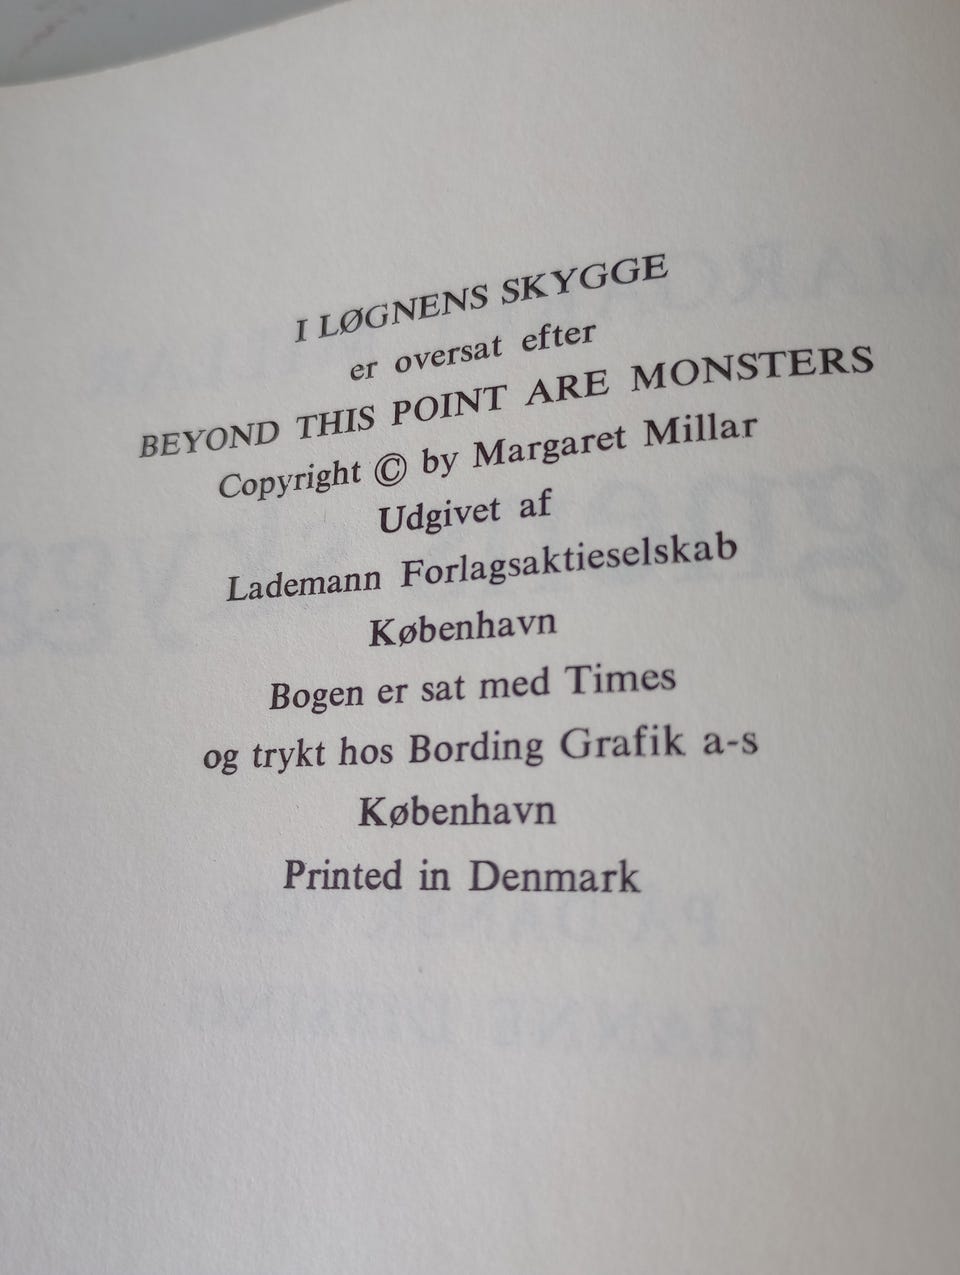 I LØGNENS SKYGGE
er oversat efter
BEYOND THIS POINT ARE MONSTERS
Copyright © by Margaret Millar
Udgivet af
Lademann Forlagsaktieselskab
København
Bogen er sat med Times
og trykt hos Bording Grafik a-s
København
Printed in Denmark